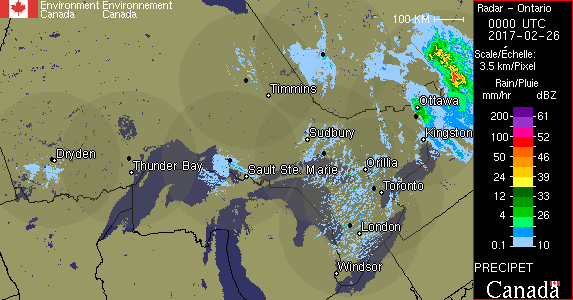 Environment Environnement
Canada Canada
100 KM
Timmins
Ottawa
Sudbury
Kingston
Dryden
Thunder Bay
Sault Ste. Marie
Orillia
Toronto
London
Windsor
Radar - Ontario
0000 UTC
2017-02-26
Scale/Échelle:
3.5 km/Pixel
Rain/Pluie
mm/hr dBZ
200 61
100 52
50 46
24 39
12 33
4 26
0.1 10
PRECIPET
Canada